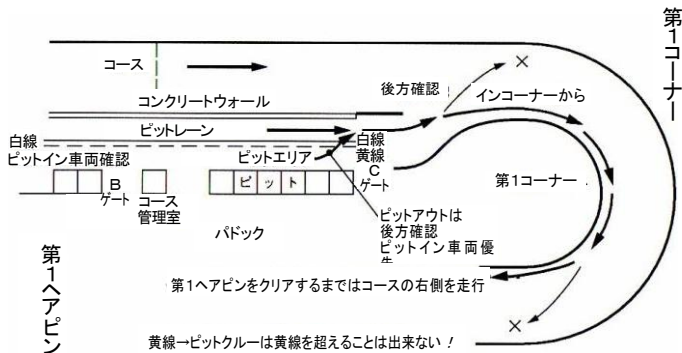 第1コーナー
コース
後方確認
コンクリートウォール
インコーナーから
ピットレーン
白線
白線
ピットイン車両確認
ピットエリア
黄線
C
ゲート
B
ゲート
コース
管理室
ピット
第1コーナー
ピットアウトは
後方確認
ピットイン車両優
パドック
第1ヘアピン
第1ヘアピンをクリアするまではコースの右側を走行
黄線→ピットクルーは黄線を超えることは出来ない!